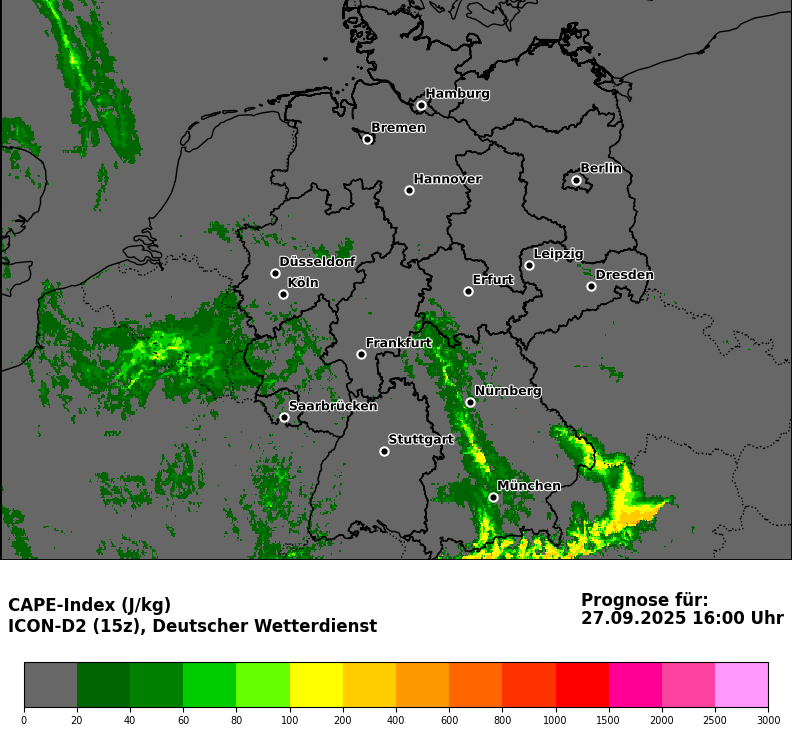 Hamburg
Bremen
Berlin
Hannover
Leipzig
Düsseldorf
Dresden
Köln
Erfurt
Frankfurt
Nürnberg
Saarbrücken
Stuttgart
München
CAPE-Index (J/kg)
ICON-D2 (15z), Deutscher Wetterdienst
Prognose für:
27.09.2025 16:00 Uhr
0 20 40 60 80 100 200 400 600 800 1000 1500 2000 2500 3000